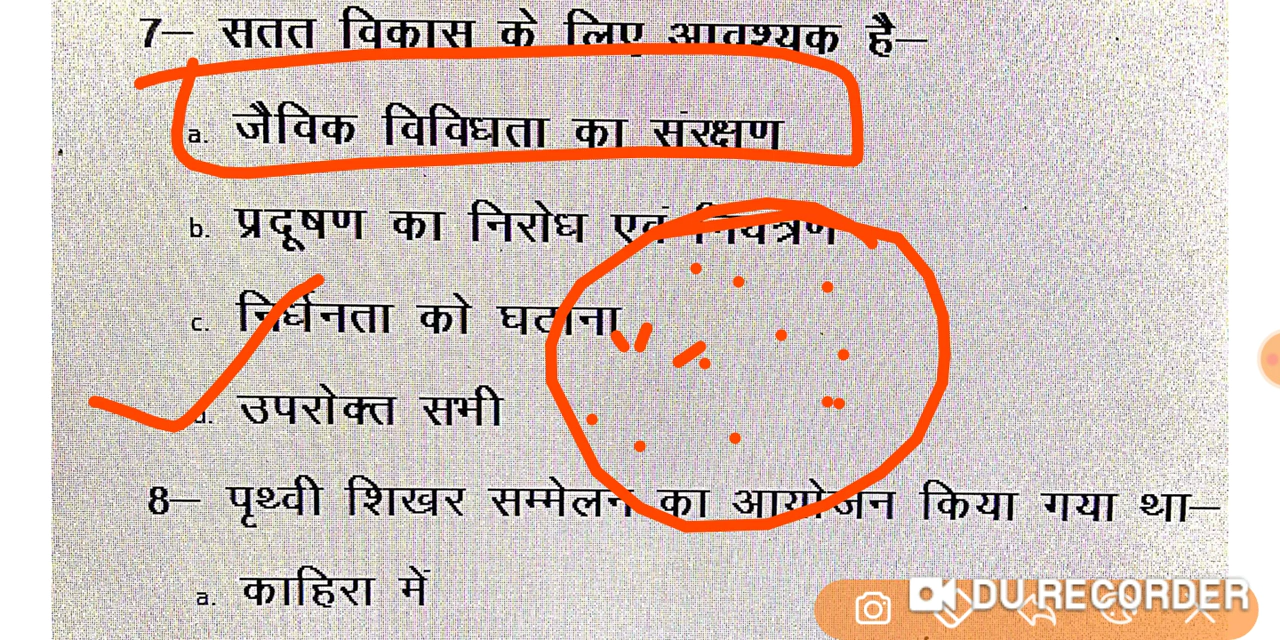 7– सतत विकास के लिए आवश्यक है–
a. जैविक विविधता का संरक्षण
b. प्रदूषण का निरोध एवं नियंत्रण
c. निर्धनता को घटाना
d. उपरोक्त सभी
8– पृथ्वी शिखर सम्मेलन का आयोजन किया गया था–
a. काहिरा में
DU RECORDER